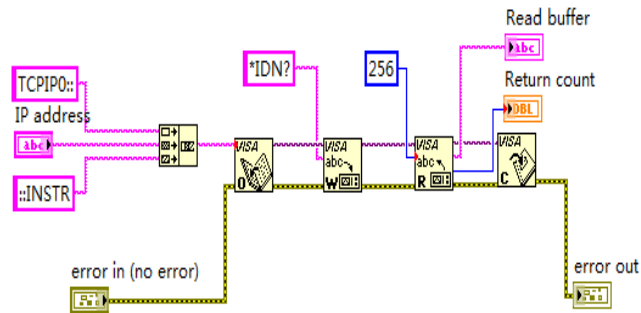 Read buffer
abc
TCPIP0::
*IDN?
256
Return count
DBL
IP address
abc
::INSTR
VISA
O
VISA
abc
W
VISA
abc
R
VISA
C
error in (no error)
error out